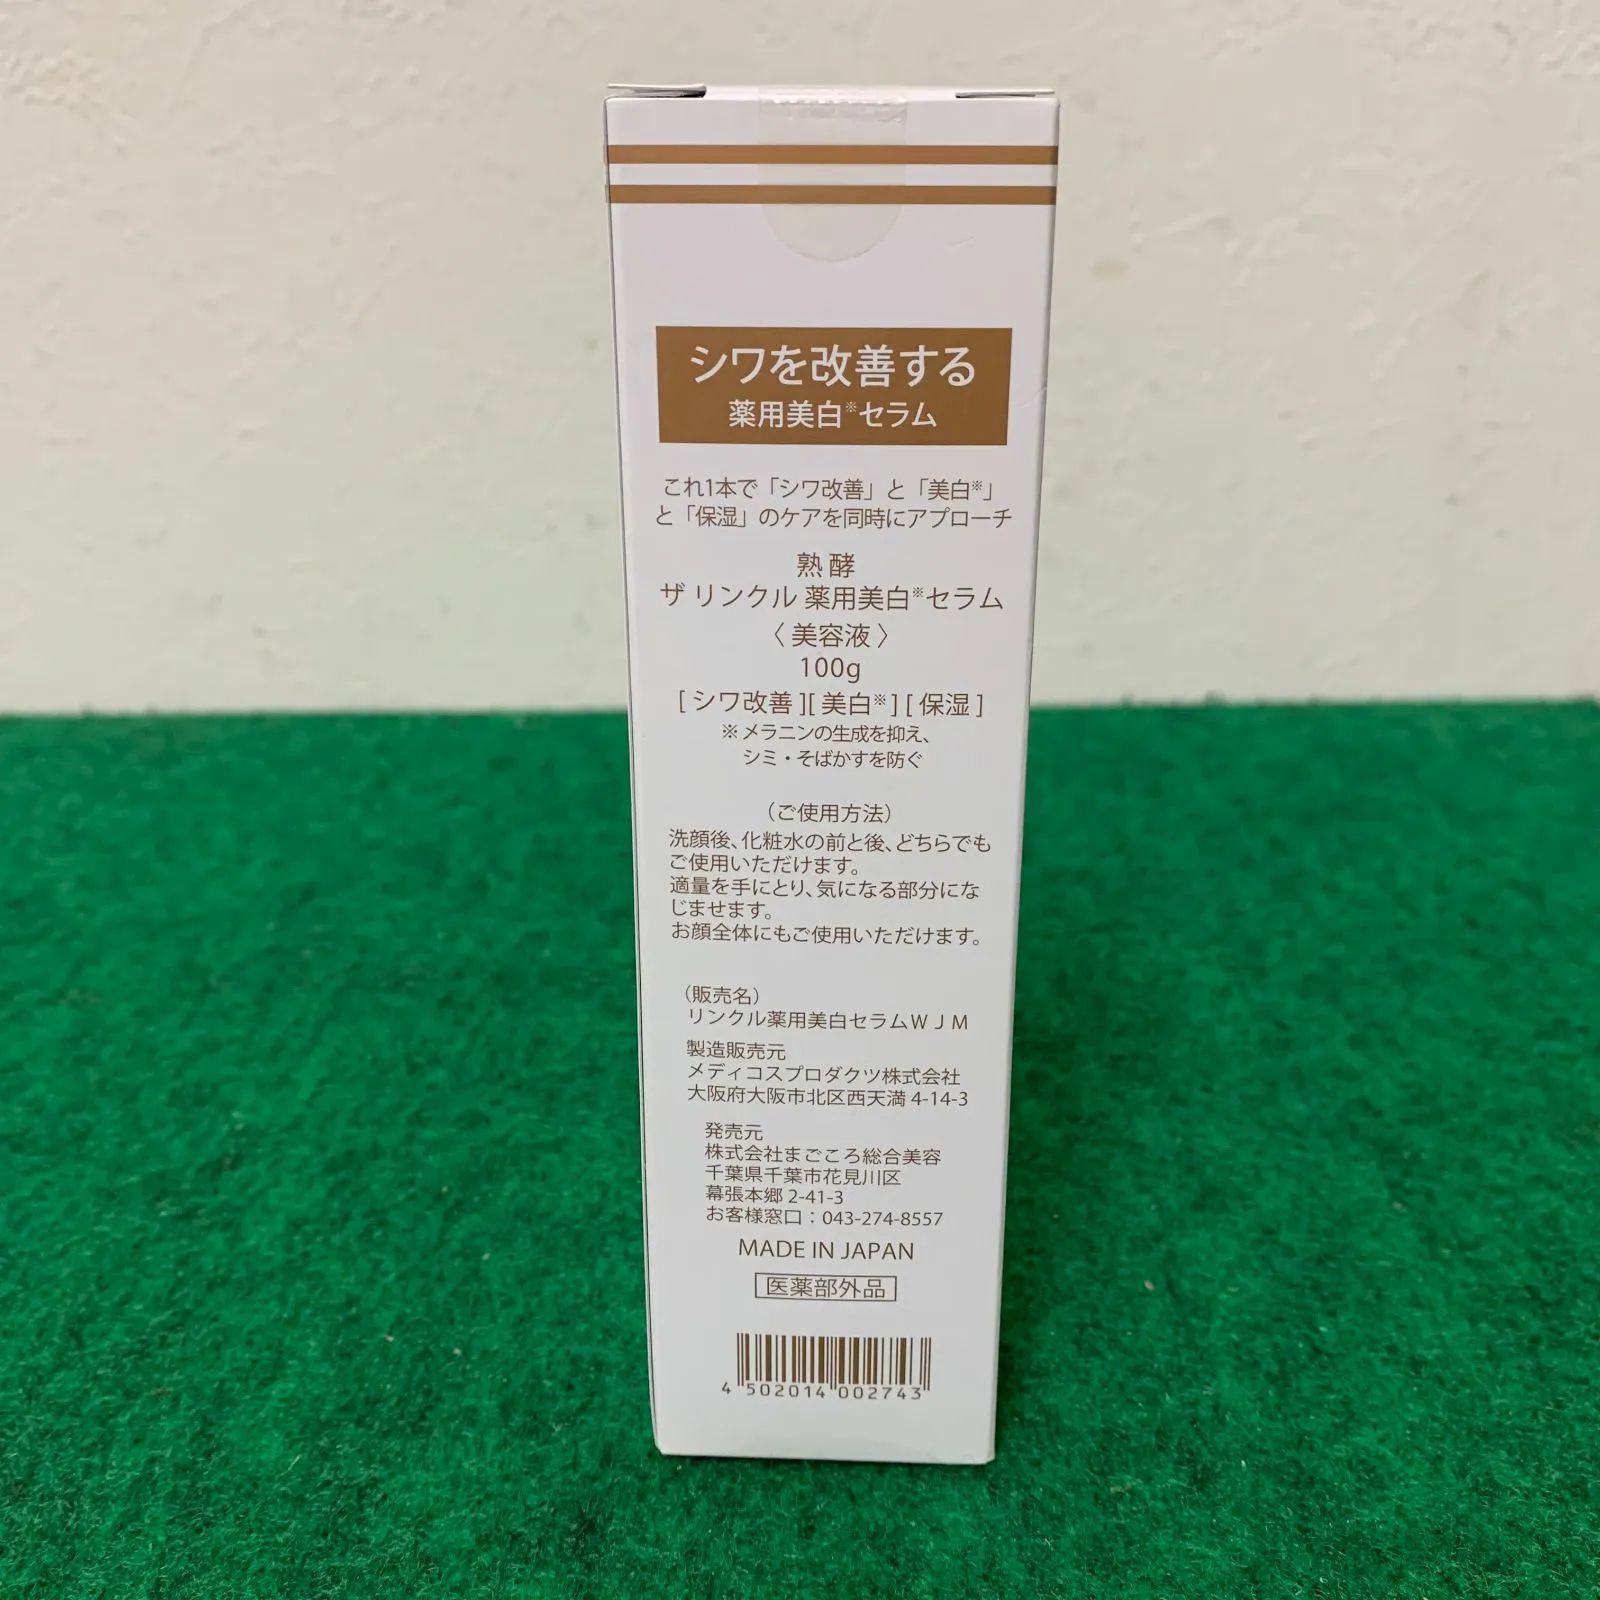 シワを改善する
薬用美白※セラム
これ1本で「シワ改善」と「美白※」
と「保湿」のケアを同時にアプローチ
熟酵
ザ リンクル 薬用美白※セラム
〈 美容液 〉
100g
[ シワ改善 ][ 美白※ ] [ 保湿 ]
※ メラニンの生成を抑え、
シミ・そばかすを防ぐ
（ご使用方法）
洗顔後、化粧水の前と後、どちらでも
ご使用いただけます。
適量を手にとり、気になる部分にな
じませます。
お顔全体にもご使用いただけます。
（販売名）
リンクル薬用美白セラムＷＪＭ
製造販売元
メディコスプロダクツ株式会社
大阪府大阪市北区西天満 4-14-3
発売元
株式会社まごころ総合美容
千葉県千葉市花見川区
幕張本郷 2-41-3
お客様窓口：043-274-8557
MADE IN JAPAN
医薬部外品
4 502014 002743